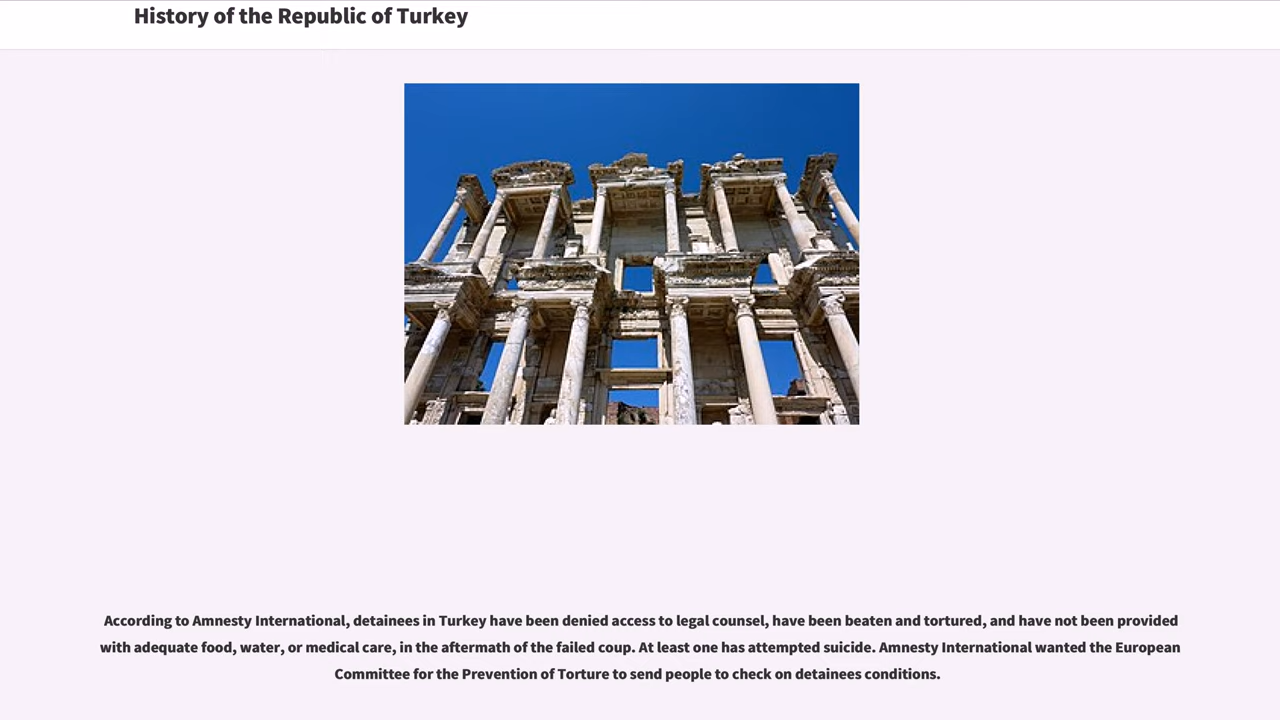 History of the Republic of Turkey
According to Amnesty International, detainees in Turkey have been denied access to legal counsel, have been beaten and tortured, and have not been provided
with adequate food, water, or medical care, in the aftermath of the failed coup. At least one has attempted suicide. Amnesty International wanted the European
Committee for the Prevention of Torture to send people to check on detainees conditions.